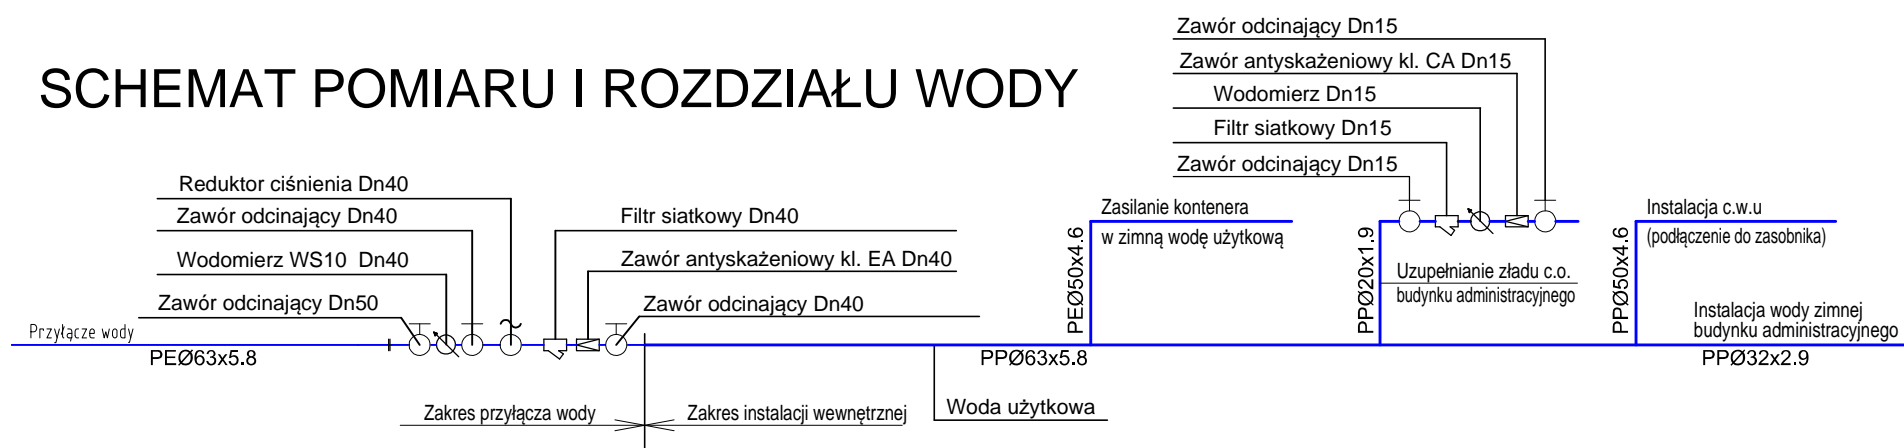 SCHEMAT POMIARU I ROZDZIAŁU WODY
Reduktor ciśnienia Dn40
Zawór odcinający Dn40
Wodomierz WS10 Dn40
Zawór odcinający Dn50
Filtr siatkowy Dn40
Zawór antyskażeniowy kl. EA Dn40
Zawór odcinający Dn40
Przyłącze wody
PEØ63x5.8
Zakres przyłącza wody
Zakres instalacji wewnętrznej
PPØ63x5.8
Woda użytkowa
Zasilanie kontenera
w zimną wodę użytkową
PEØ50x4.6
Zawór odcinający Dn15
Zawór antyskażeniowy kl. CA Dn15
Wodomierz Dn15
Filtr siatkowy Dn15
Zawór odcinający Dn15
PPØ20x1.9
Uzupełnianie zładu c.o.
budynku administracyjnego
PPØ50x4.6
Instalacja c.w.u
(podłączenie do zasobnika)
Instalacja wody zimnej
budynku administracyjnego
PPØ32x2.9